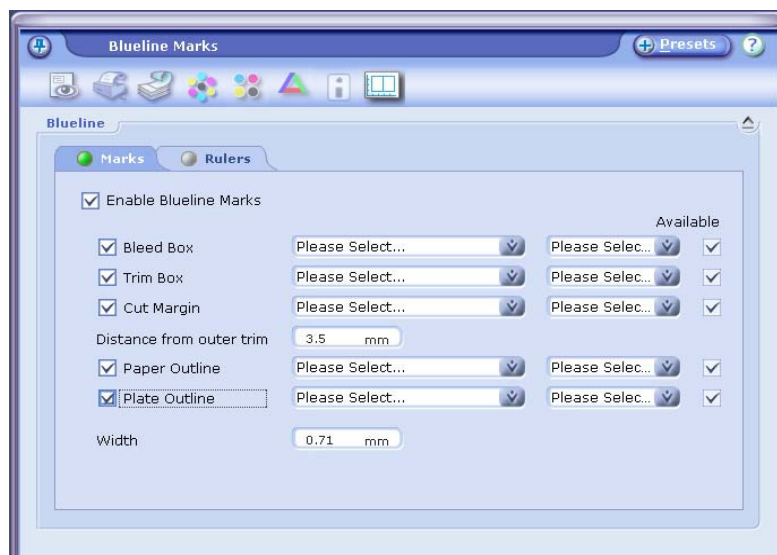 Blueline Marks
Presets ?
Blueline
Marks Rulers
Enable Blueline Marks
Available
Bleed Box Please Select... Please Selec...
Trim Box Please Select... Please Selec...
Cut Margin Please Select... Please Selec...
Distance from outer trim 3.5 mm
Paper Outline Please Select... Please Selec...
Plate Outline Please Select... Please Selec...
Width 0.71 mm